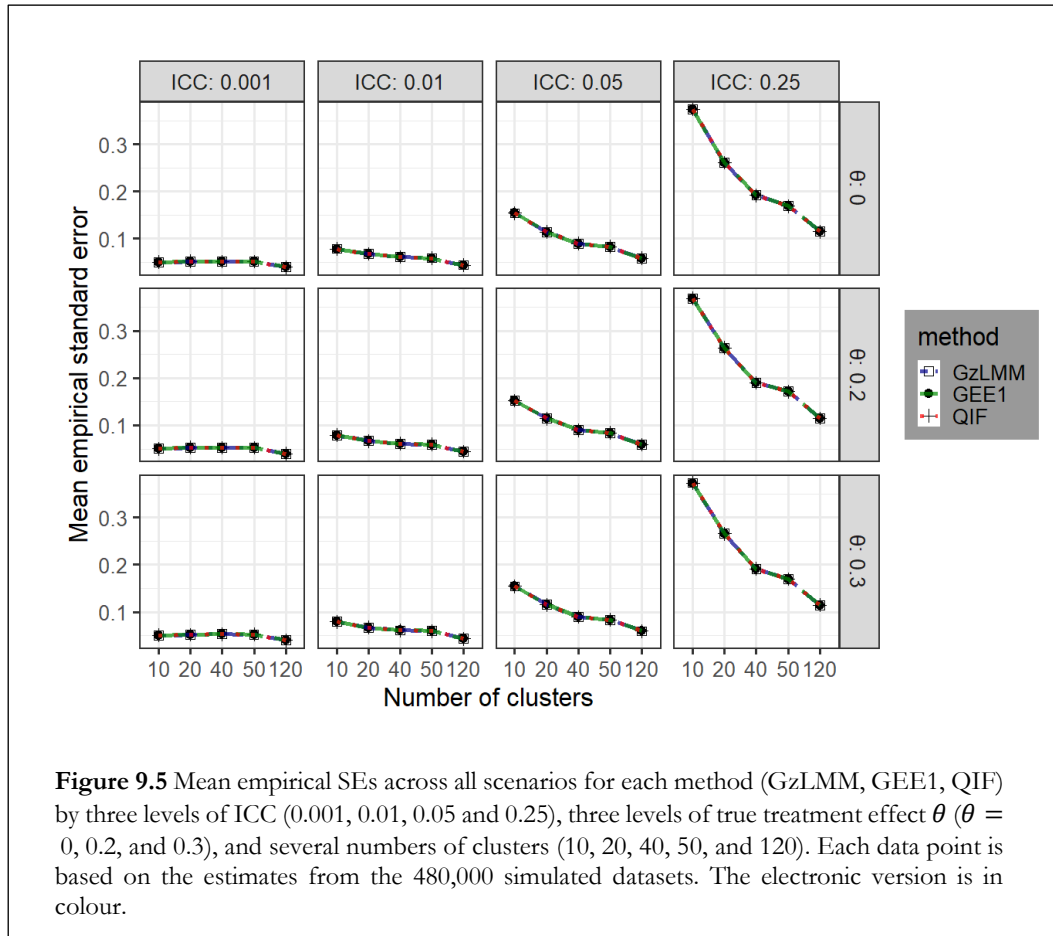 ICC: 0.001 ICC: 0.01 ICC: 0.05 ICC: 0.25
Mean empirical standard error
0.3
0.2
0.1
θ: 0
0.3
0.2
0.1
θ: 0.2
0.3
0.2
0.1
θ: 0.3
10 20 40 50 120 10 20 40 50 120 10 20 40 50 120 10 20 40 50 120
Number of clusters
method
GzLMM
GEE1
QIF
Figure 9.5 Mean empirical SEs across all scenarios for each method (GzLMM, GEE1, QIF)
by three levels of ICC (0.001, 0.01, 0.05 and 0.25), three levels of true treatment effect θ (θ =
0, 0.2, and 0.3), and several numbers of clusters (10, 20, 40, 50, and 120). Each data point is
based on the estimates from the 480,000 simulated datasets. The electronic version is in
colour.